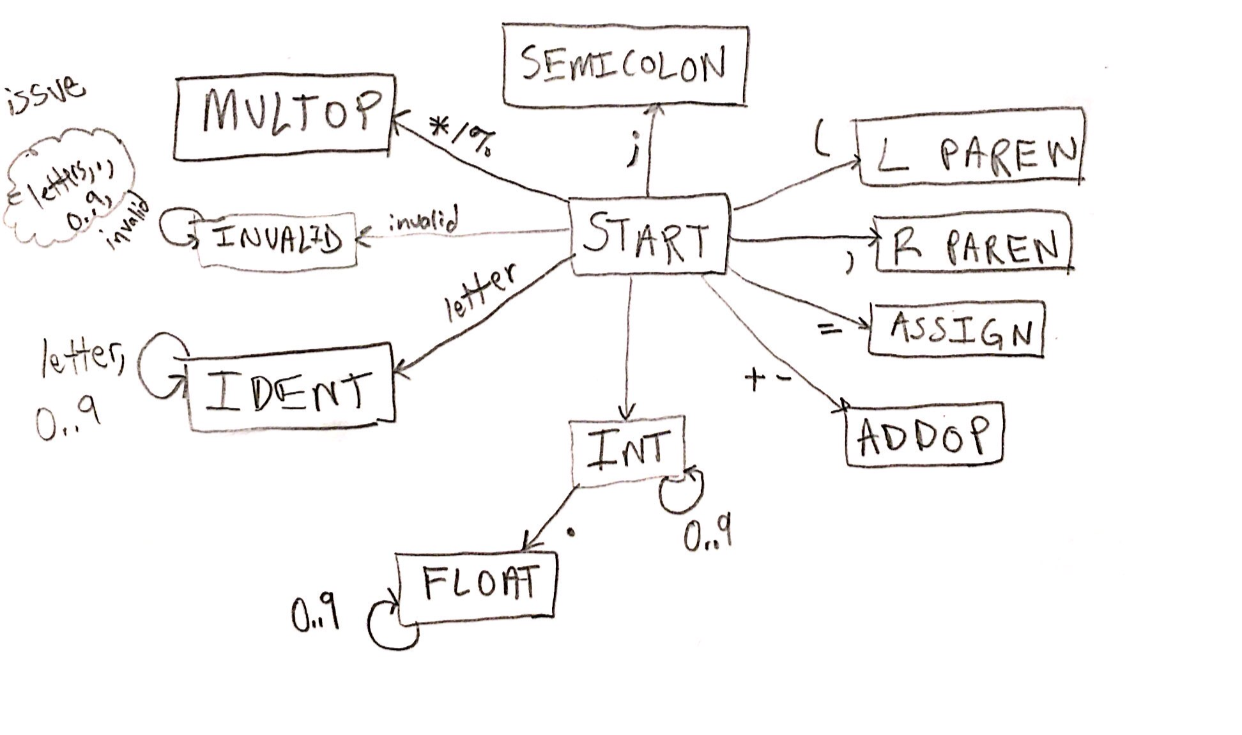 SEMICOLON
issue
MULTOP
*/%
;
(
L PAREN
letters, .,
0..9,
invalid
INVALID
invalid
START
)
R PAREN
letter
=
ASSIGN
letter,
0..9
IDENT
+ -
ADDOP
INT
.
0..9
FLOAT
0..9